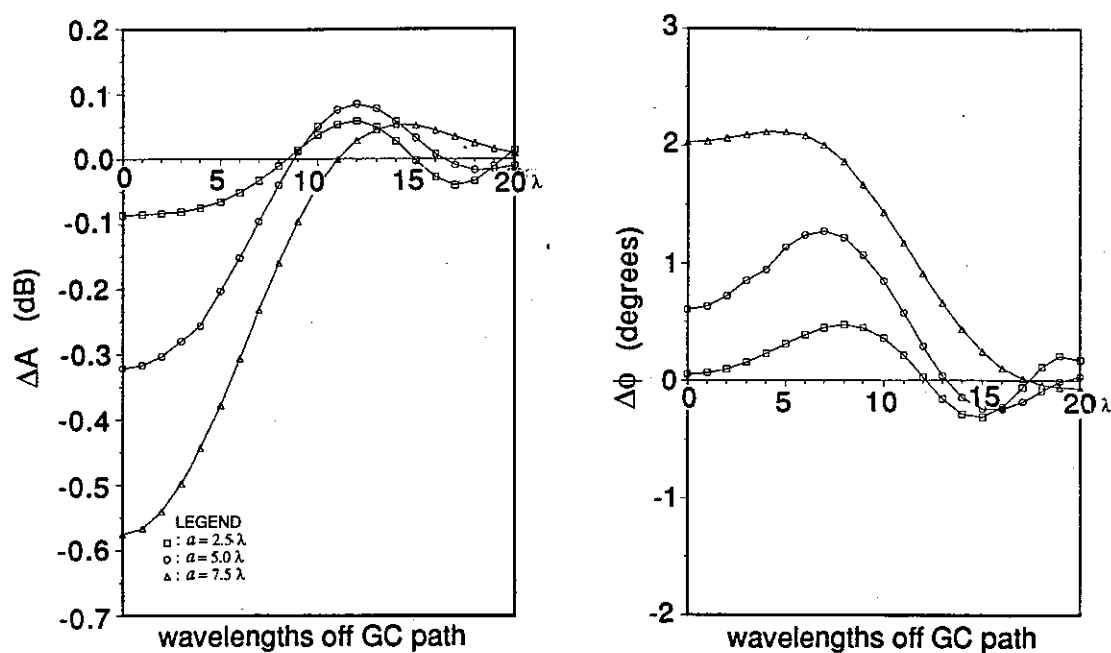 0.2
0.1
0.0
-0.1
-0.2
-0.3
-0.4
-0.5
-0.6
-0.7
ΔA (dB)
0 5 10 15 20 λ
LEGEND
□ : a = 2.5 λ
○ : a = 5.0 λ
△ : a = 7.5 λ
wavelengths off GC path
3
2
1
0
-1
-2
Δϕ (degrees)
0 5 10 15 20 λ
wavelengths off GC path